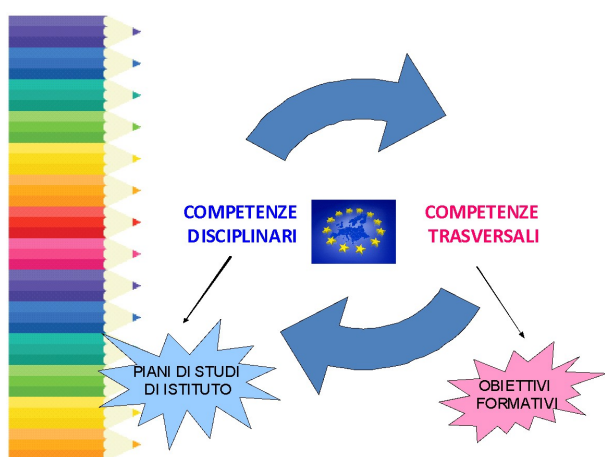 COMPETENZE
DISCIPLINARI
COMPETENZE
TRASVERSALI
PIANI DI STUDI
DI ISTITUTO
OBIETTIVI
FORMATIVI